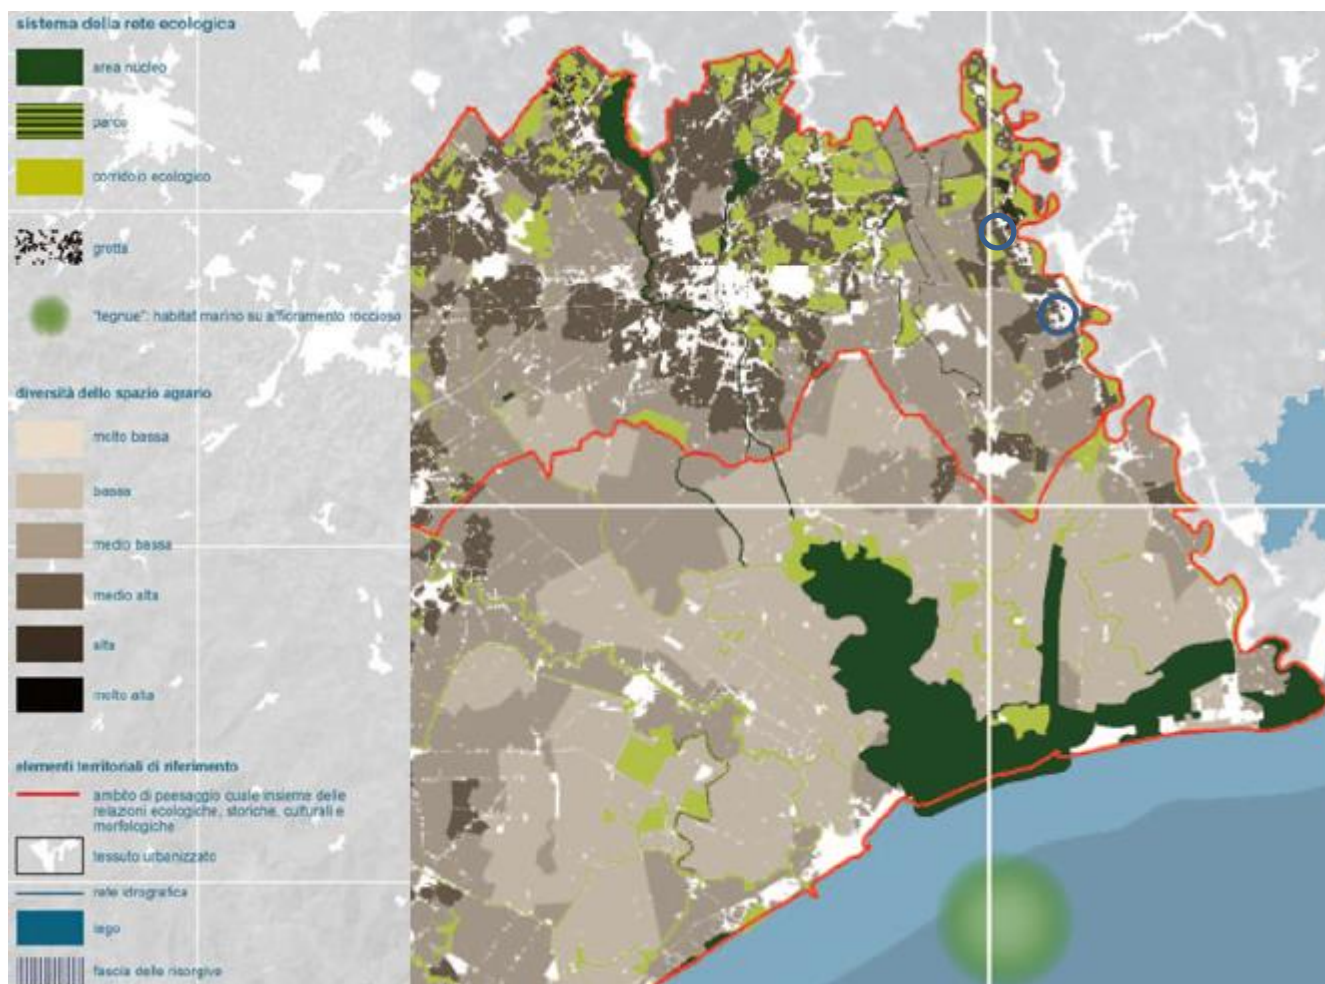 sistema della rete ecologica
area nucleo
parco
corridoio ecologico
grotta
"tegnue": habitat marino su affioramento roccioso
diversità dello spazio agrario
molto bassa
bassa
medio bassa
medio alta
alta
molto alta
elementi territoriali di riferimento
ambito di paesaggio quale insieme delle
relazioni ecologiche, storiche, culturali e
morfologiche
tessuto urbanizzato
rete idrografica
lago
fascia delle risorgive